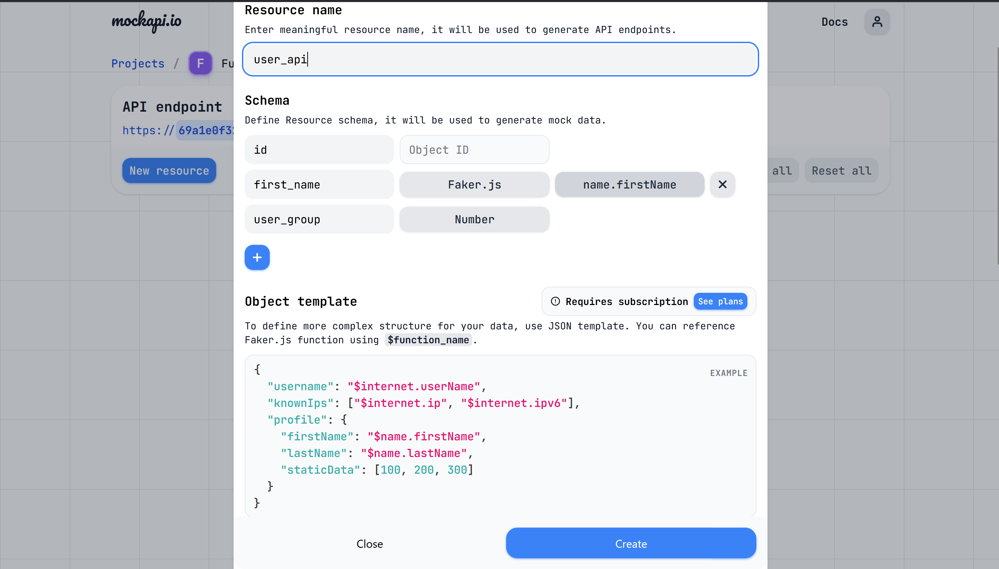 mockapi.io
Docs
Projects / F Fu
API endpoint
https://69a1e0f32
New resource
all
Reset all
Resource name
Enter meaningful resource name, it will be used to generate API endpoints.
user_api
Schema
Define Resource schema, it will be used to generate mock data.
id Object ID
first_name Faker.js name.firstName
user_group Number
Object template
Requires subscription See plans
To define more complex structure for your data, use JSON template. You can reference
Faker.js function using $function_name.
EXAMPLE
{
"username": "$internet.userName",
"knownIps": ["$internet.ip", "$internet.ipv6"],
"profile": {
"firstName": "$name.firstName",
"lastName": "$name.lastName",
"staticData": [100, 200, 300]
}
}
Close
Create